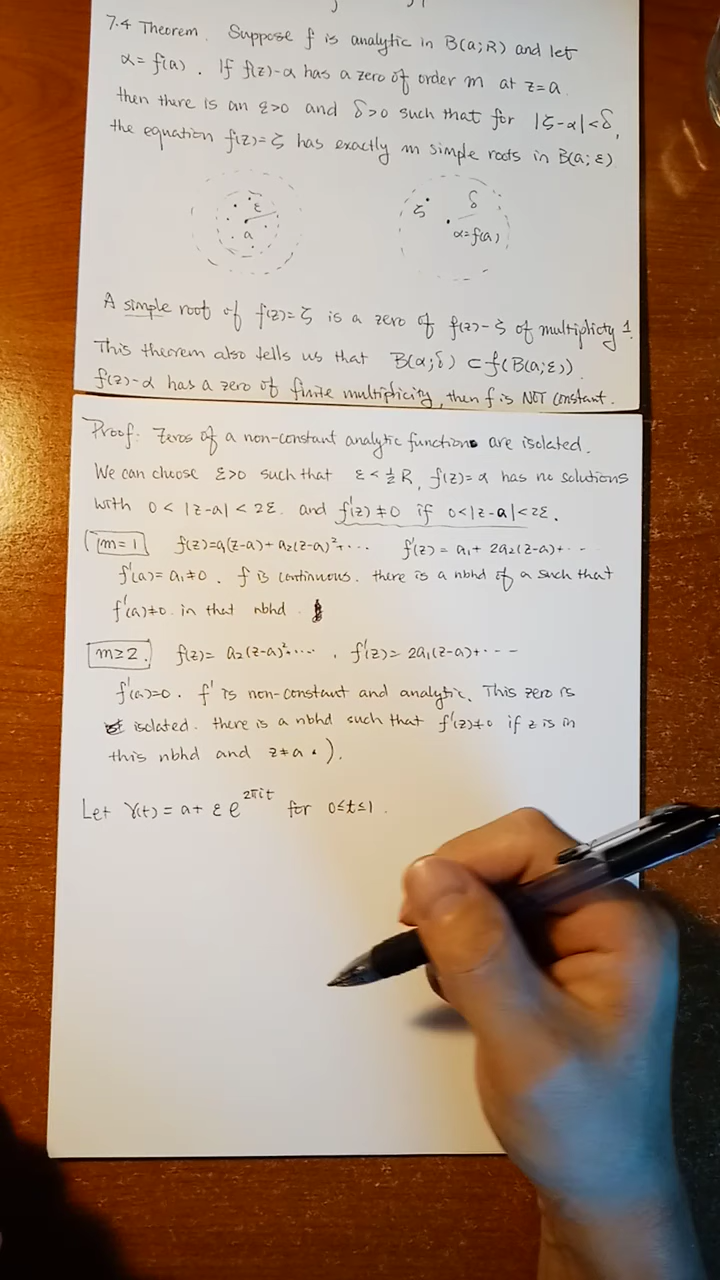 7.4 Theorem. Suppose f is analytic in B(a;R) and let
α = f(a). If f(z)-α has a zero of order m at z=a.
then there is an ε>0 and δ>0 such that for |ζ-α|<δ,
the equation f(z)=ζ has exactly m simple roots in B(a;ε)
ε
a
ζ
δ
α=f(a)
A simple root of f(z)=ζ is a zero of f(z)-ζ of multiplicty 1.
This theorem also tells us that B(α;δ) ⊂ f(B(a;ε))
f(z)-α has a zero of finite multiplicity, then f is NOT constant.
Proof: Zeros of a non-constant analytic function are isolated.
We can choose ε>0 such that ε < ½R, f(z)=α has no solutions
with 0 < |z-a| < 2ε. and f'(z) ≠0 if 0<|z-a|<2ε.
(m=1 f(z)=a(z-a)+a₂(z-a)²+... f'(z) = a₁+ 2a₂(z-a)+...
f'(a)=a₁≠0. f is continuous. there is a nbhd of a such that
f'(a)≠0. in that nbhd.
m≥2. f(z)= a₂(z-a)²+..., f'(z)= 2a₁(z-a)+---
f'(a)=0. f' is non-constant and analytic. This zero is
isolated. there is a nbhd such that f'(z)≠0 if z is in
this nbhd and z≠a.).
Let γ(t) = a+ ε e^{2πit} for 0≤t≤1.